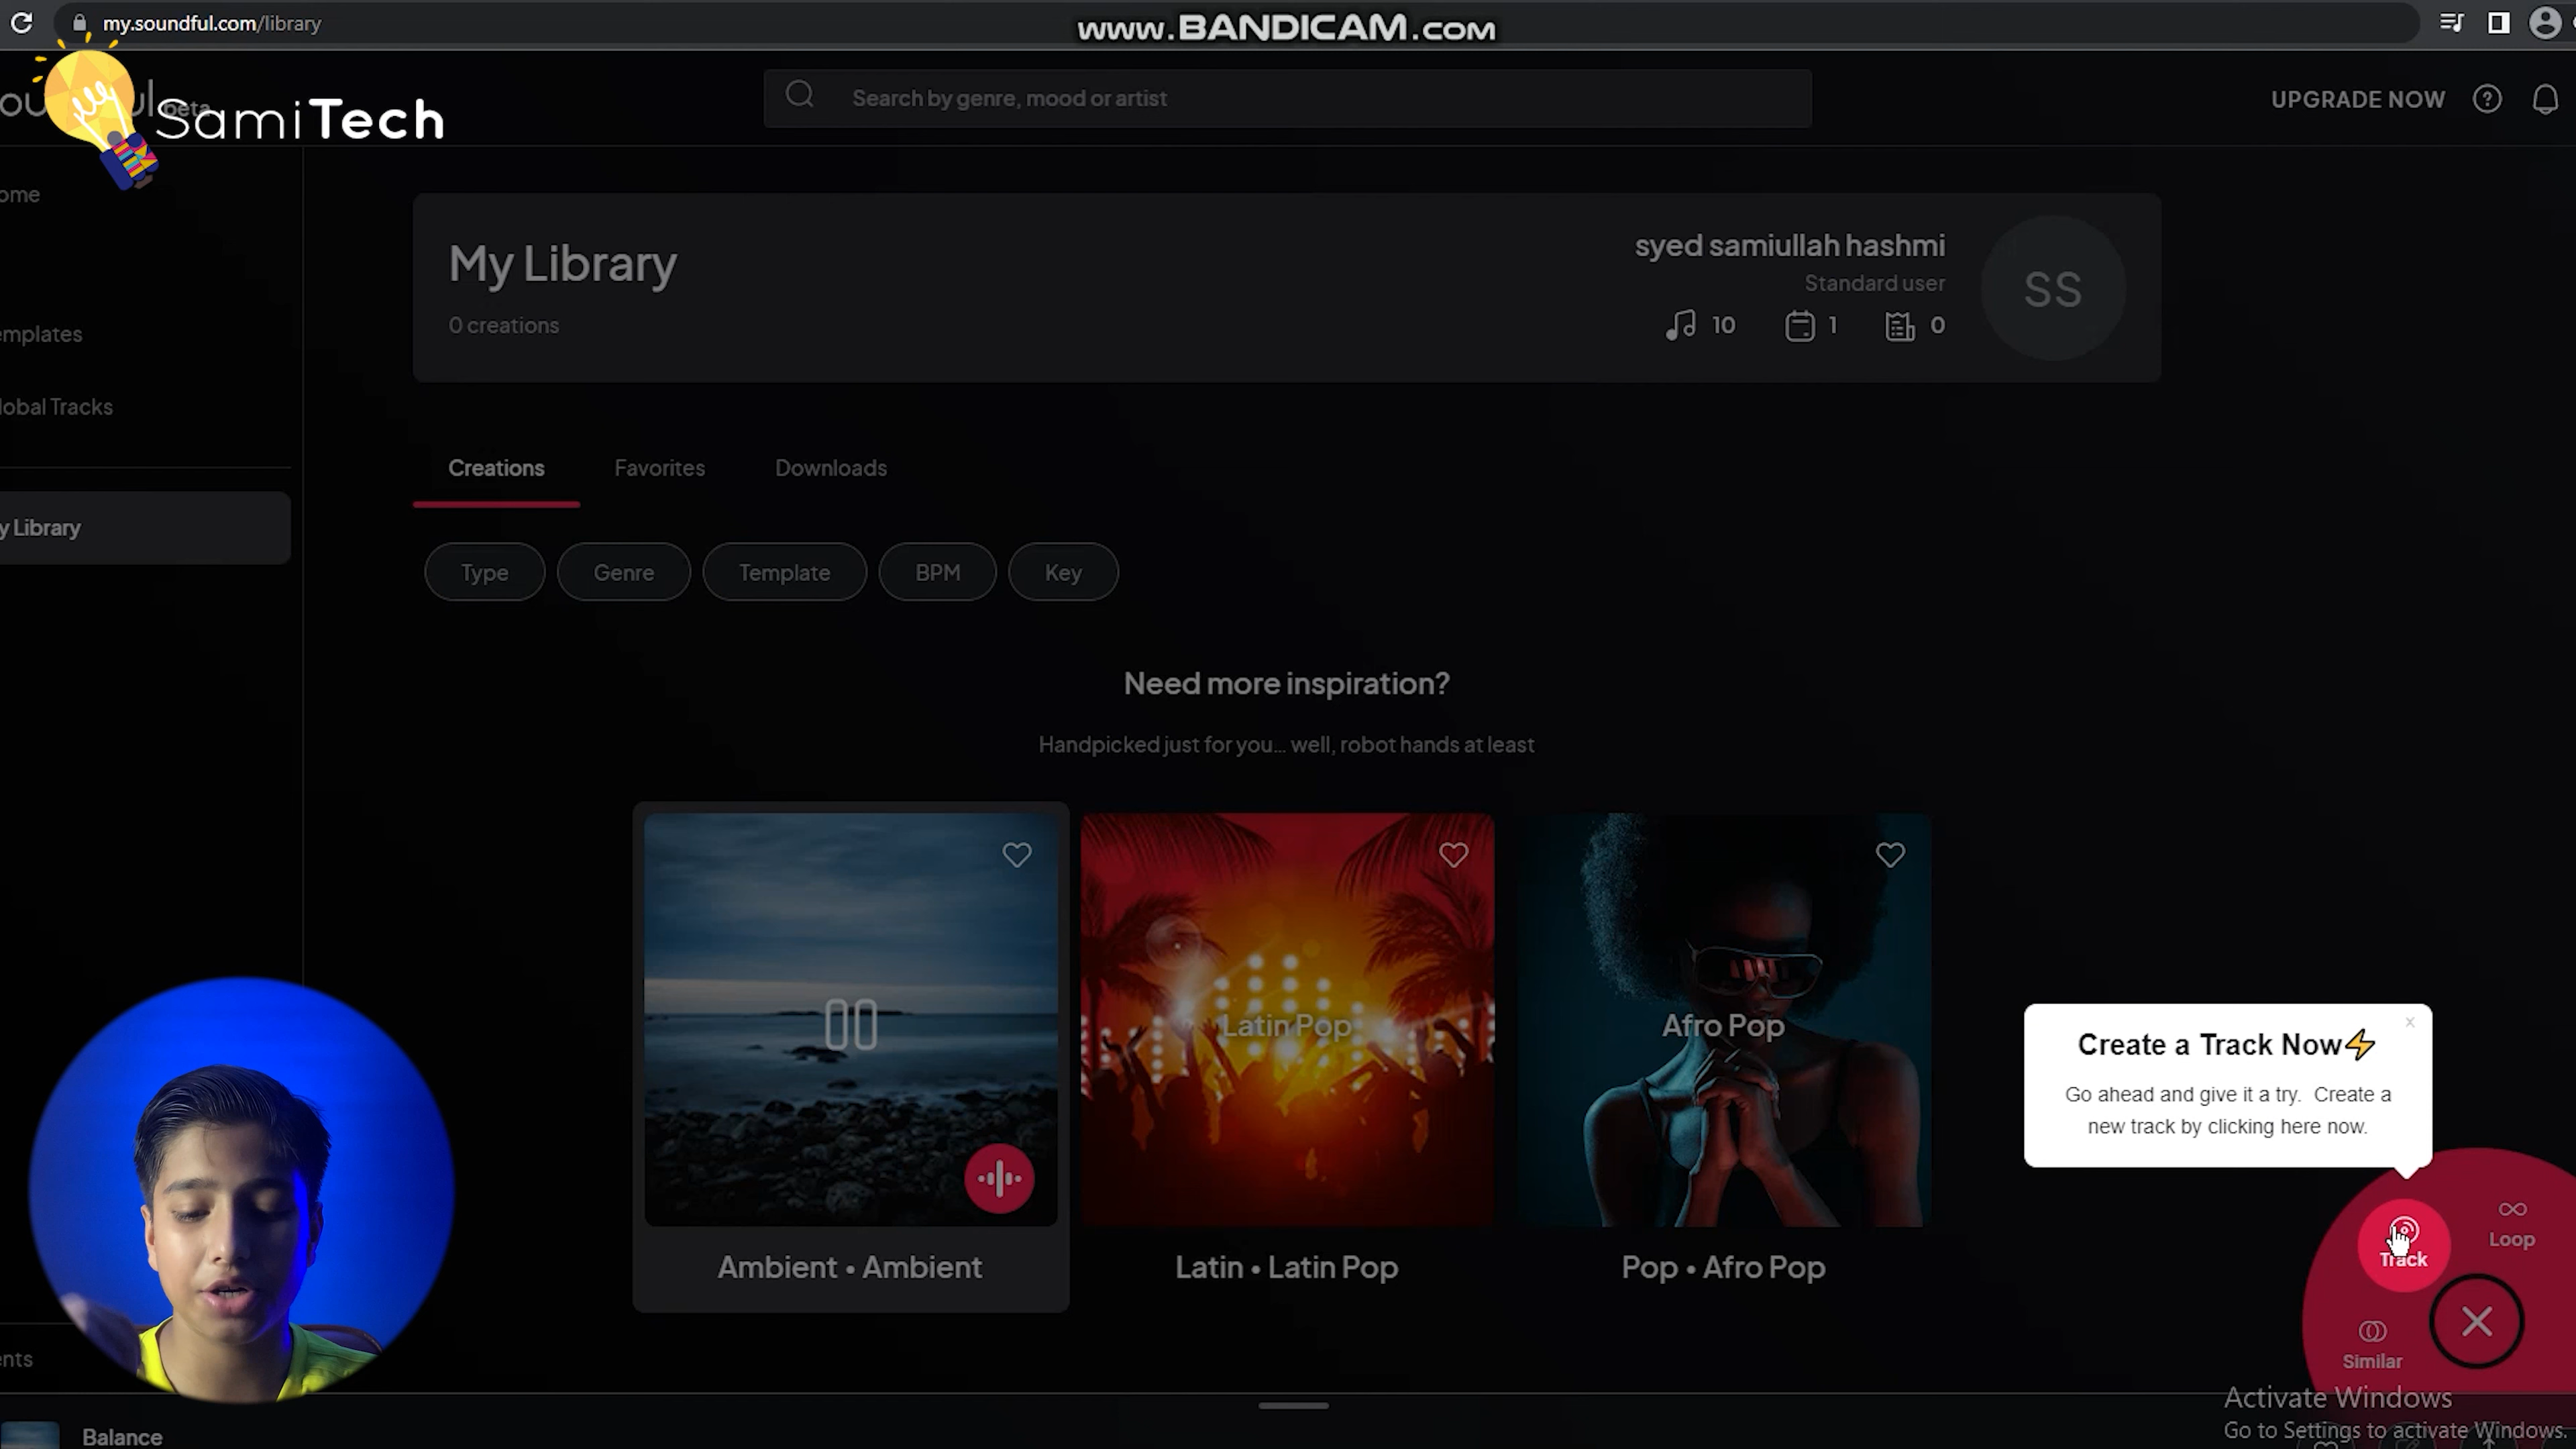 my.soundful.com/library
www.BANDICAM.com
beta
SamiTech
Search by genre, mood or artist
UPGRADE NOW
ome
emplates
lobal Tracks
y Library
My Library
0 creations
syed samiullah hashmi
Standard user
10
1
0
SS
Creations
Favorites
Downloads
Type
Genre
Template
BPM
Key
Need more inspiration?
Handpicked just for you... well, robot hands at least
Latin Pop
Afro Pop
Ambient • Ambient
Latin • Latin Pop
Pop • Afro Pop
Create a Track Now⚡
Go ahead and give it a try. Create a
new track by clicking here now.
x
Loop
Track
Similar
ents
Balance
Activate Windows
Go to Settings to activate Windows.